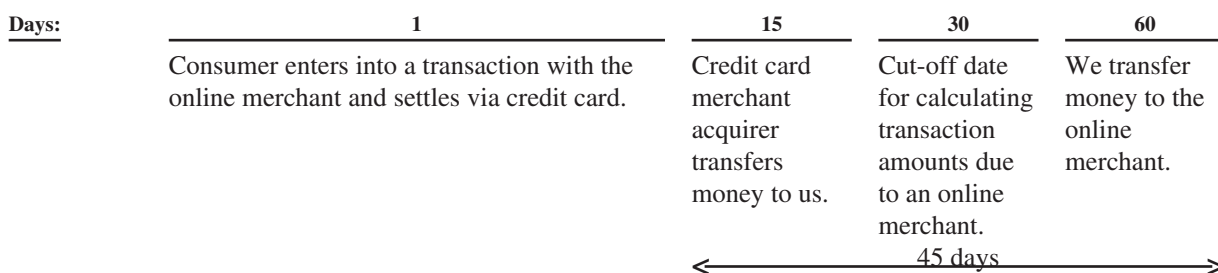 Days: 1 15 30 60
Consumer enters into a transaction with the
online merchant and settles via credit card.
Credit card
merchant
acquirer
transfers
money to us.
Cut-off date
for calculating
transaction
amounts due
to an online
merchant.
We transfer
money to the
online
merchant.
45 days